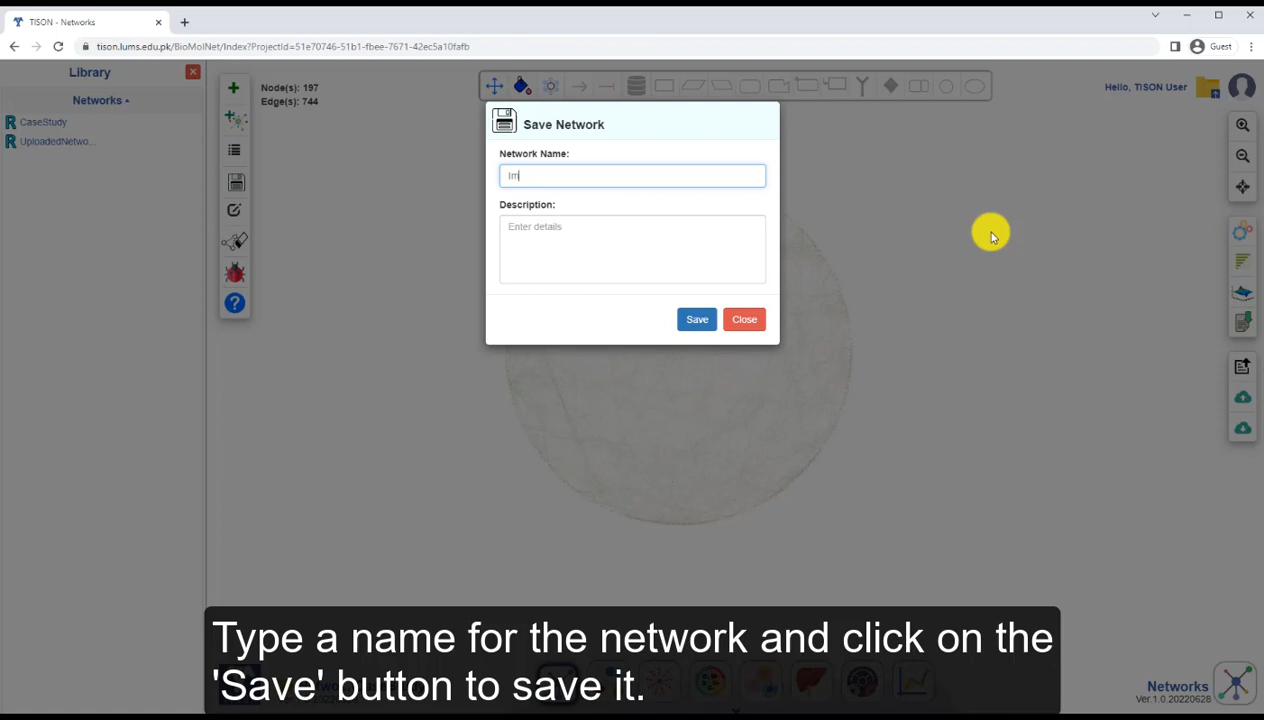 TISON - Networks
tison.lums.edu.pk/BioMolNet/Index?ProjectId=51e70746-51b1-fbee-7671-42ec5a10fafb
Guest
Library
Networks
CaseStudy
UploadedNetwo...
Node(s): 197
Edge(s): 744
Hello, TISON User
Save Network
Network Name:
Im
Description:
Enter details
Save
Close
Type a name for the network and click on the
'Save' button to save it.
Networks
Ver.1.0.20220628